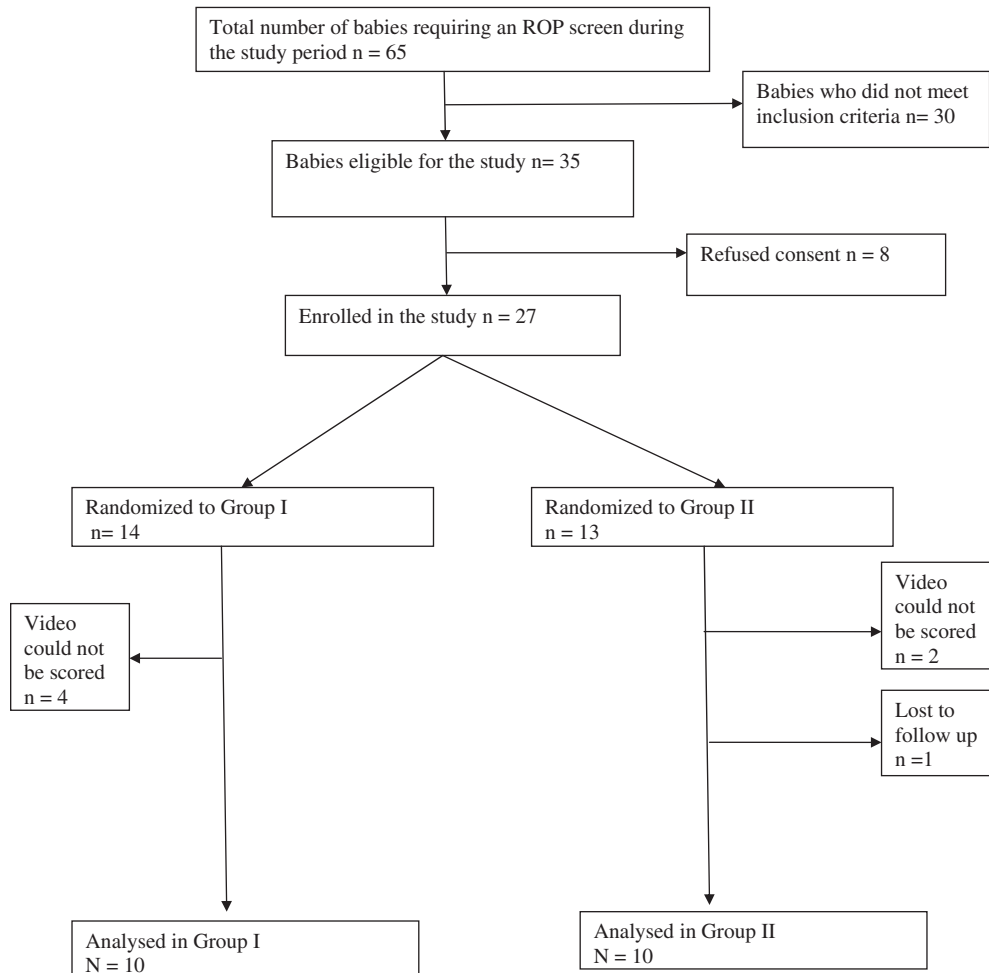 Total number of babies requiring an ROP screen during
the study period n = 65
Babies who did not meet
inclusion criteria n= 30
Babies eligible for the study n= 35
Refused consent n = 8
Enrolled in the study n = 27
Randomized to Group I
n= 14
Randomized to Group II
n = 13
Video
could not
be scored
n = 4
Video
could not
be scored
n = 2
Lost to
follow up
n =1
Analysed in Group I
N = 10
Analysed in Group II
N = 10